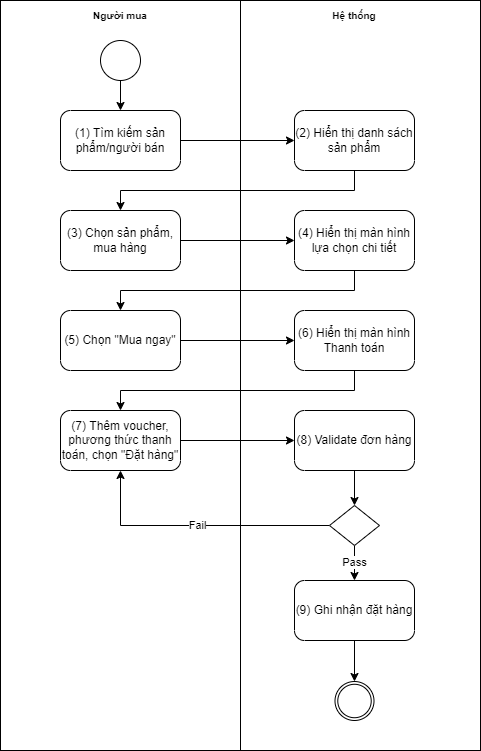 Người mua
Hệ thống
(1) Tìm kiếm sản
phẩm/người bán
(2) Hiển thị danh sách
sản phẩm
(3) Chọn sản phẩm,
mua hàng
(4) Hiển thị màn hình
lựa chọn chi tiết
(5) Chọn "Mua ngay"
(6) Hiển thị màn hình
Thanh toán
(7) Thêm voucher,
phương thức thanh
toán, chọn "Đặt hàng"
(8) Validate đơn hàng
Fail
Pass
(9) Ghi nhận đặt hàng